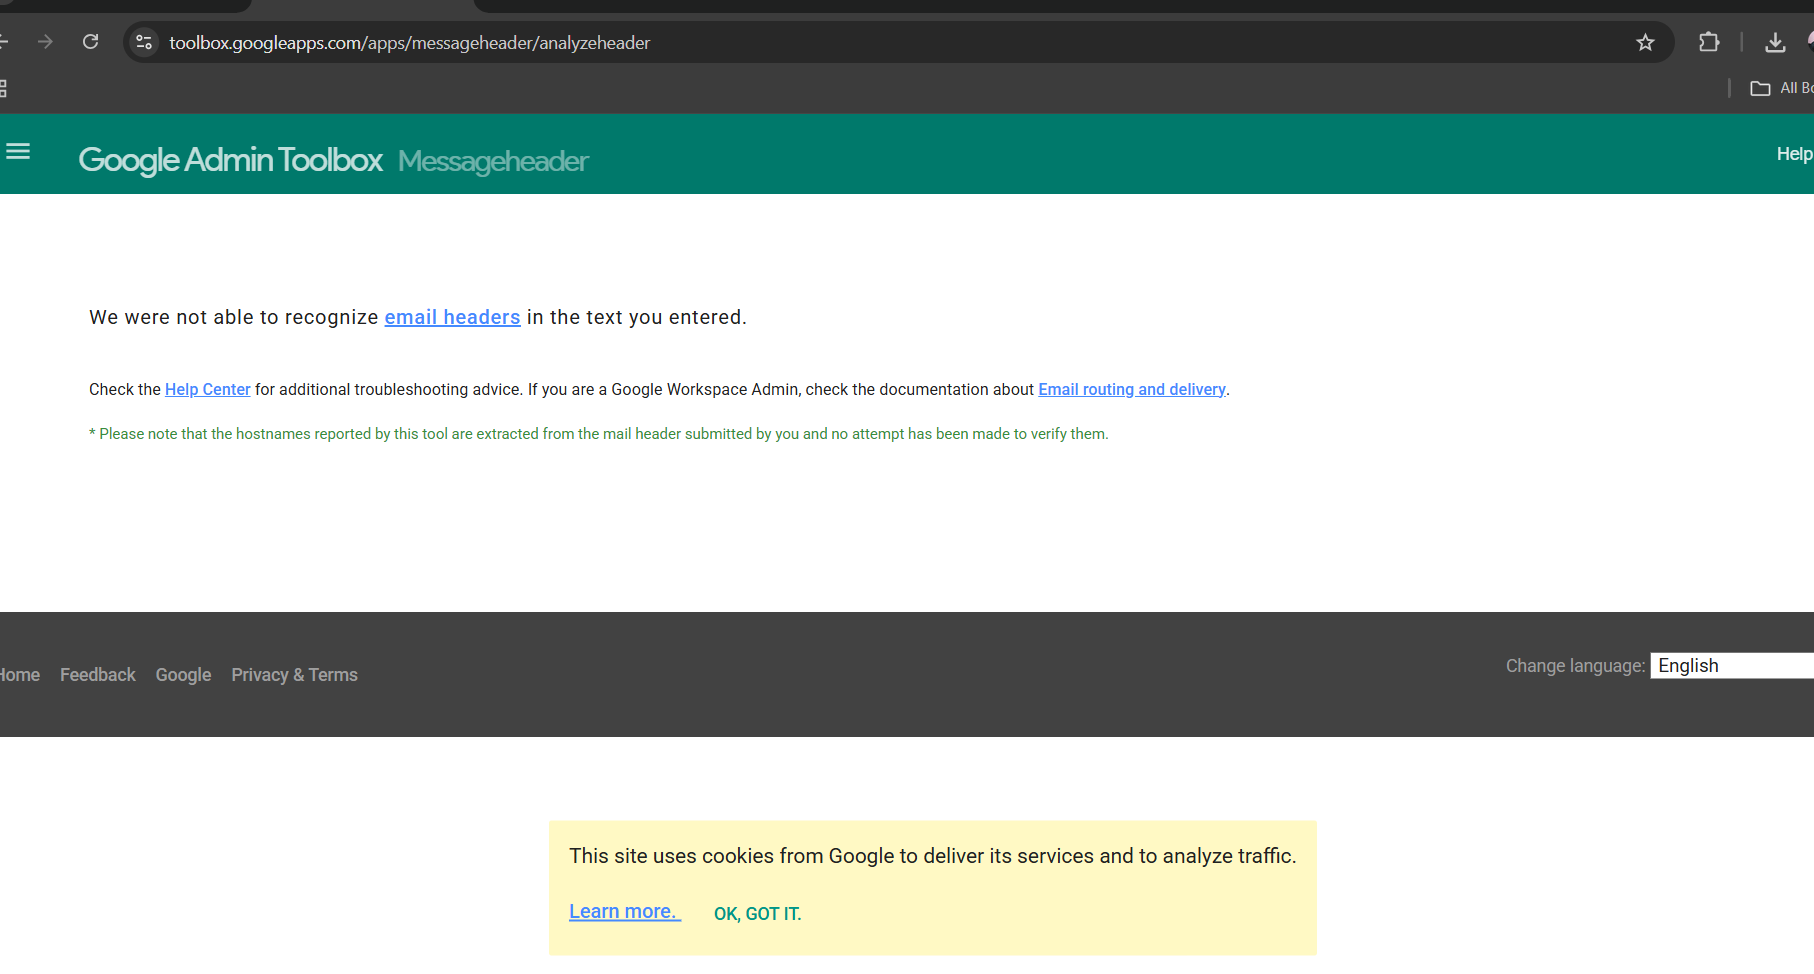 toolbox.googleapps.com/apps/messageheader/analyzeheader
All Bo
Google Admin Toolbox Messageheader
Help
We were not able to recognize email headers in the text you entered.
Check the Help Center for additional troubleshooting advice. If you are a Google Workspace Admin, check the documentation about Email routing and delivery.
* Please note that the hostnames reported by this tool are extracted from the mail header submitted by you and no attempt has been made to verify them.
Home Feedback Google Privacy & Terms
Change language: English
This site uses cookies from Google to deliver its services and to analyze traffic.
Learn more. OK, GOT IT.